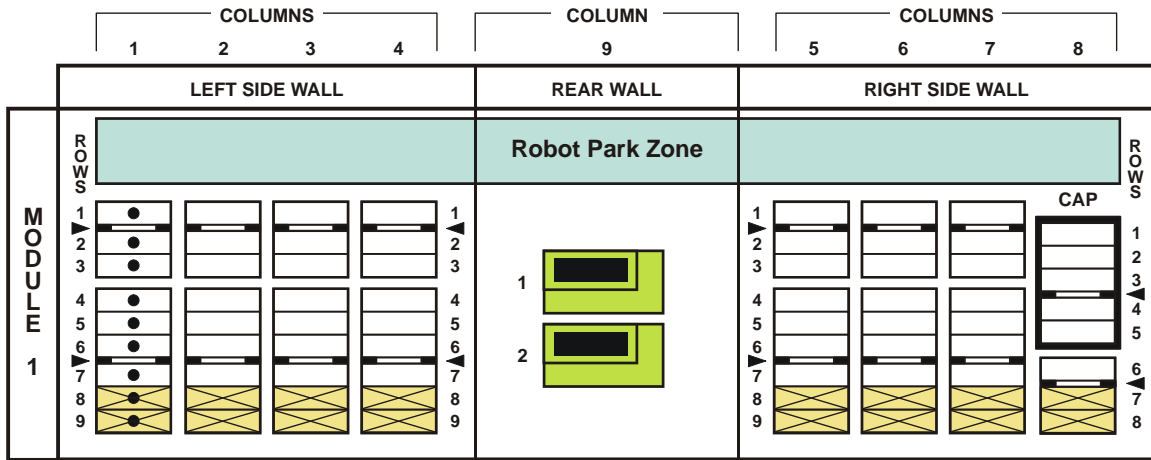 COLUMNS COLUMN COLUMNS
1 2 3 4 9 5 6 7 8
LEFT SIDE WALL REAR WALL RIGHT SIDE WALL
Robot Park Zone
ROWS ROWS
MODULE 1
CAP
1 1 1 1
2 2 2 2
3 3 1 3 3
4 4 4 4
5 5 2 5 5
6 6 6 6
7 7 7 7
8 8 8 8
9 9 9